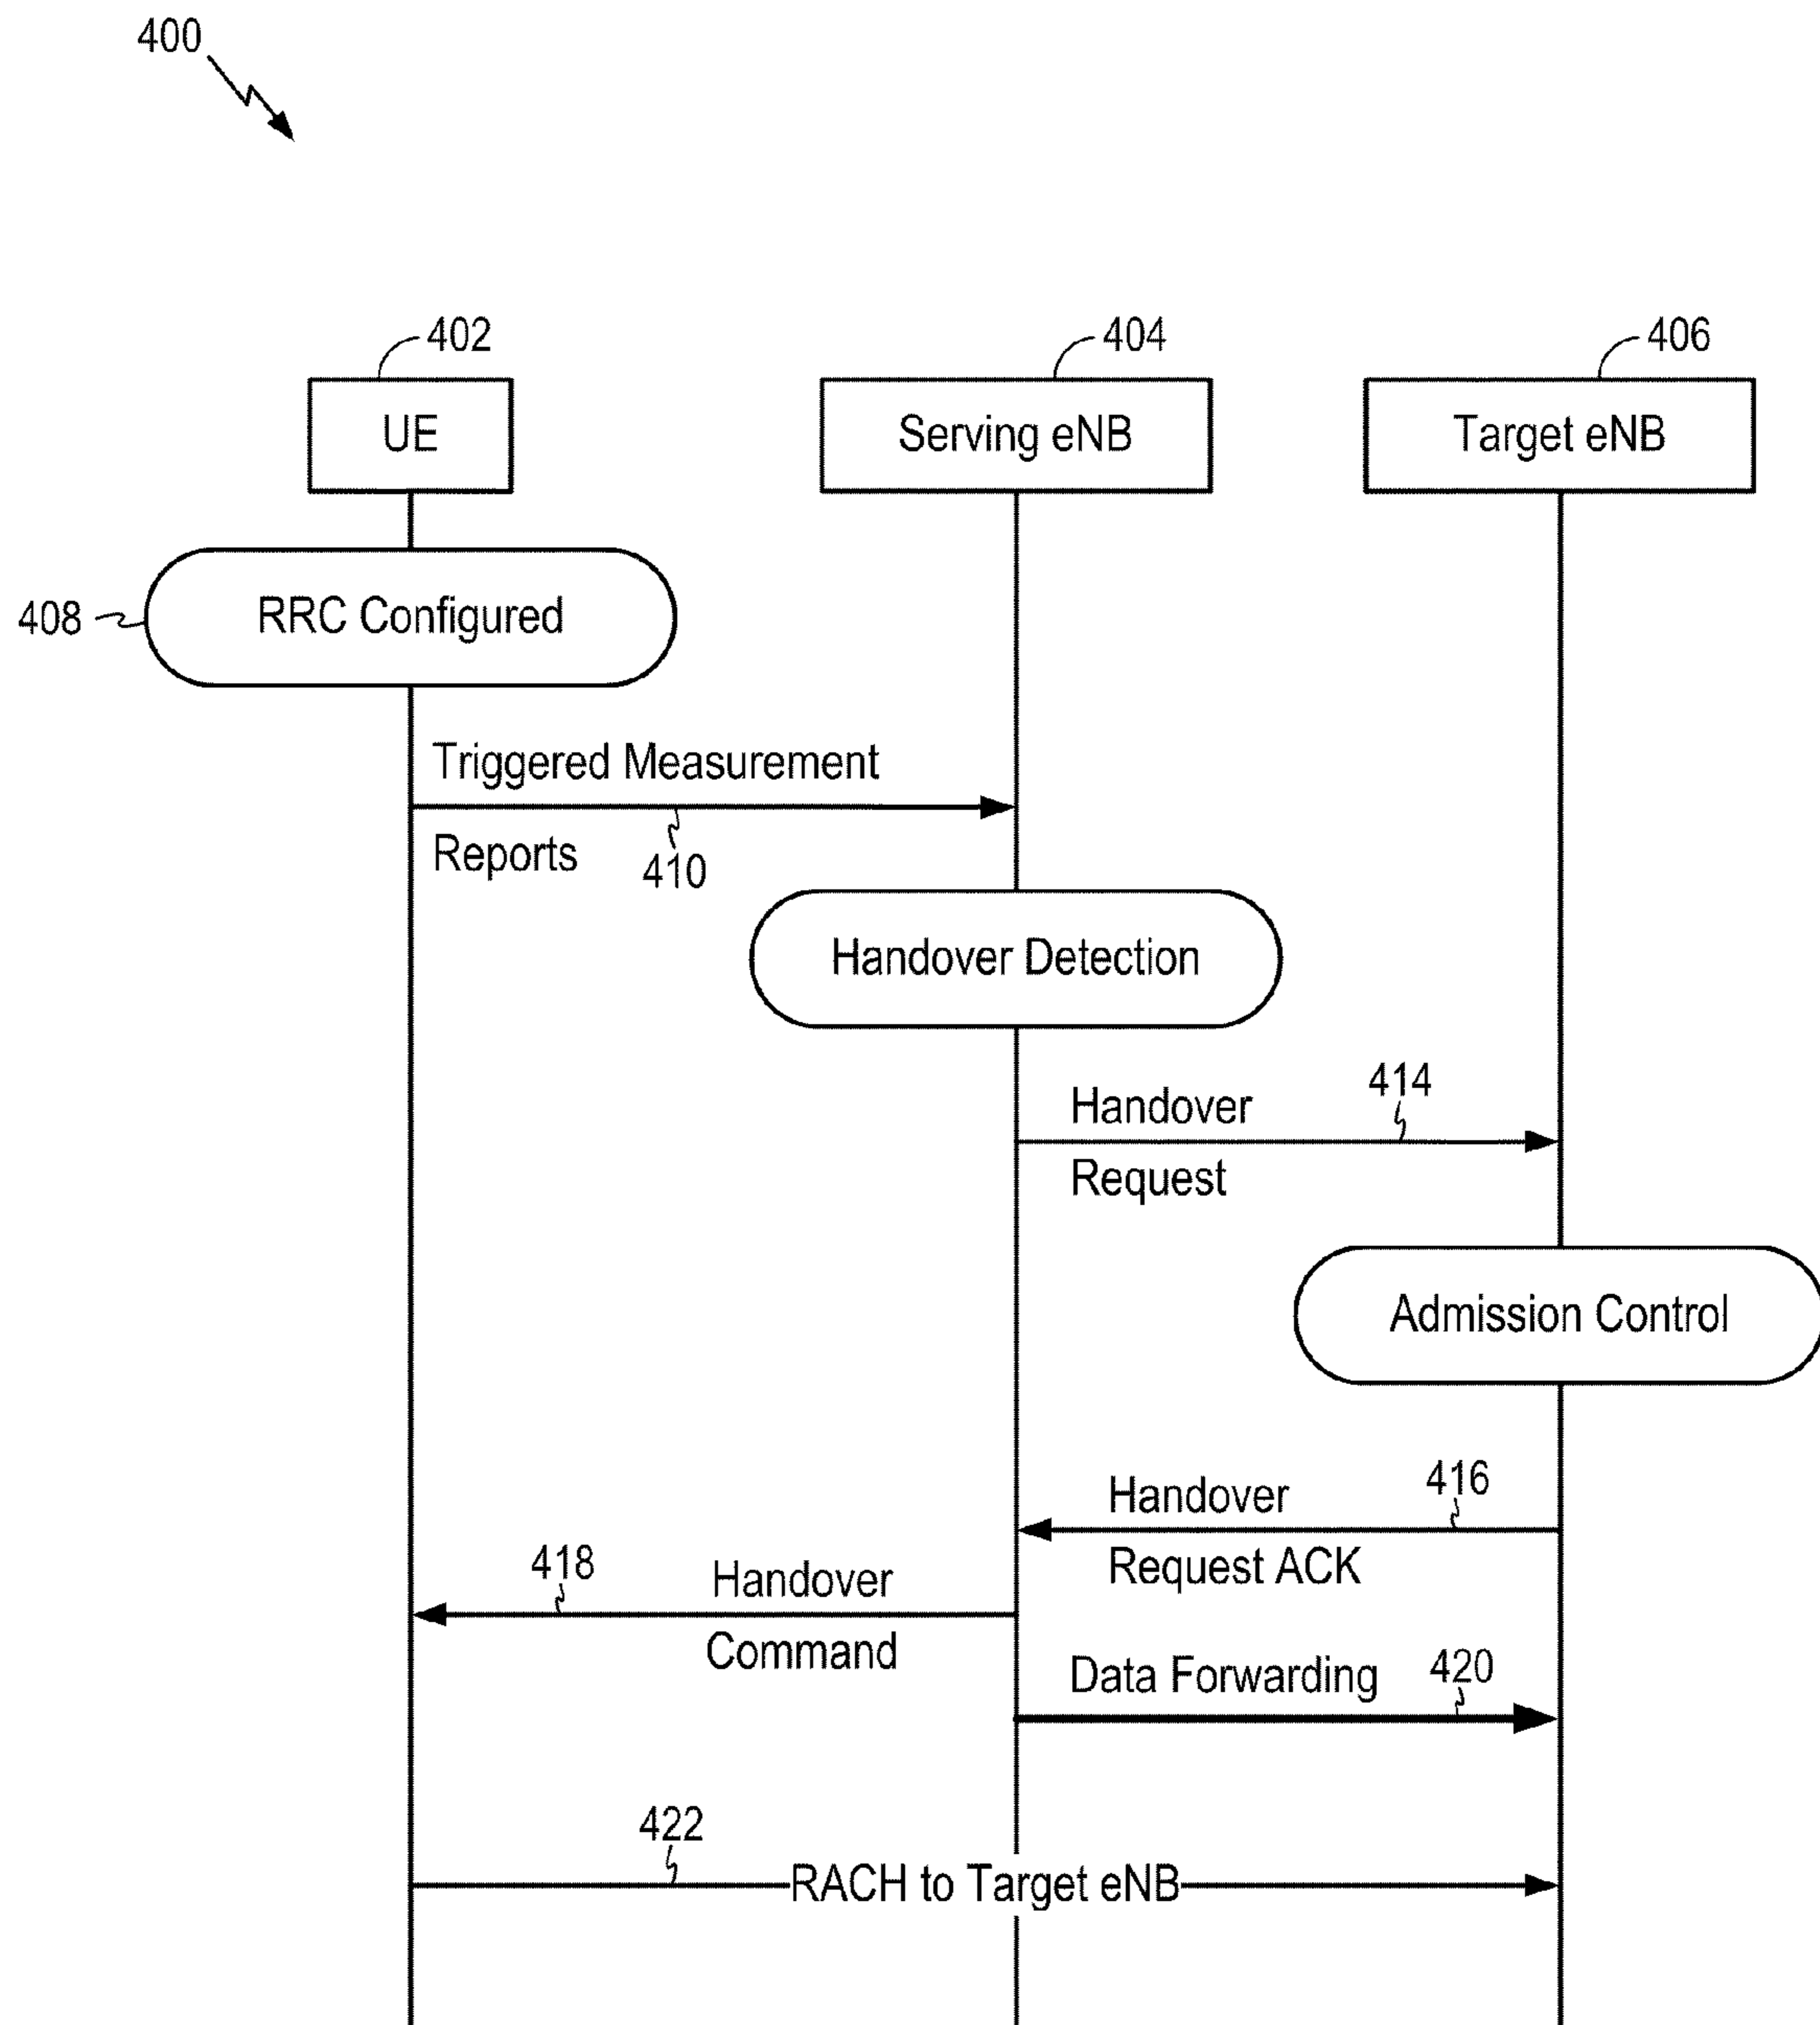 400
402
404
406
UE
Serving eNB
Target eNB
RRC Configured
408
Triggered Measurement
Reports
410
Handover Detection
414
Handover
Request
Admission Control
416
Handover
Request ACK
418
Handover
Command
Data Forwarding
420
422
RACH to Target eNB